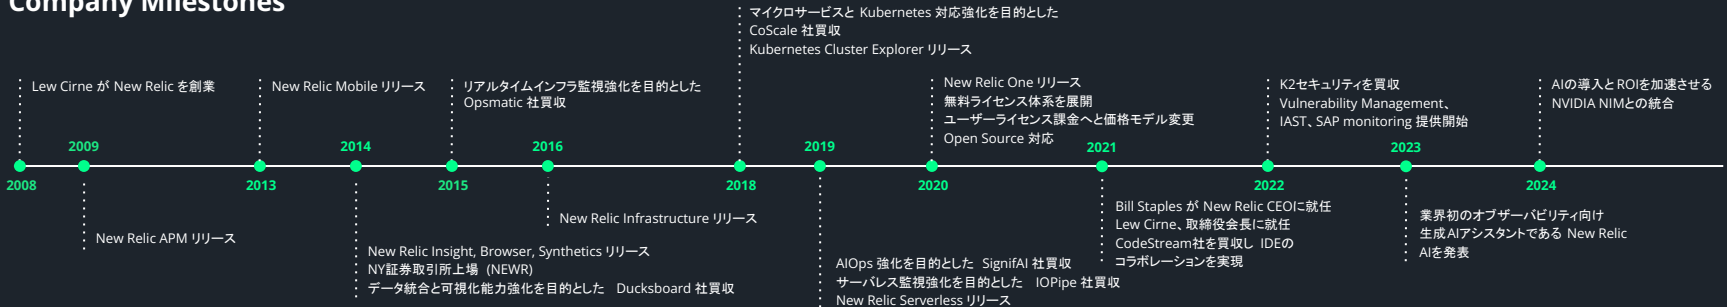 Company Milestones
マイクロサービスと Kubernetes 対応強化を目的とした
CoScale 社買収
Kubernetes Cluster Explorer リリース
Lew Cirne が New Relic を創業
New Relic Mobile リリース
リアルタイムインフラ監視強化を目的とした
Opsmatic 社買収
New Relic One リリース
無料ライセンス体系を展開
ユーザーライセンス課金へと価格モデル変更
Open Source 対応
K2セキュリティを買収
Vulnerability Management、
IAST、SAP monitoring 提供開始
AIの導入とROIを加速させる
NVIDIA NIMとの統合
2009
2014
2016
2019
2021
2023
2008
2013
2015
2018
2020
2022
2024
New Relic APM リリース
New Relic Insight, Browser, Synthetics リリース
NY証券取引所上場 (NEWR)
データ統合と可視化能力強化を目的とした Ducksboard 社買収
New Relic Infrastructure リリース
AIOps 強化を目的とした SignifAI 社買収
サーバレス監視強化を目的とした IOPipe 社買収
New Relic Serverless リリース
Bill Staples が New Relic CEOに就任
Lew Cirne、取締役会長に就任
CodeStream社を買収し IDEの
コラボレーションを実現
業界初のオブザーバビリティ向け
生成AIアシスタントである New Relic
AIを発表